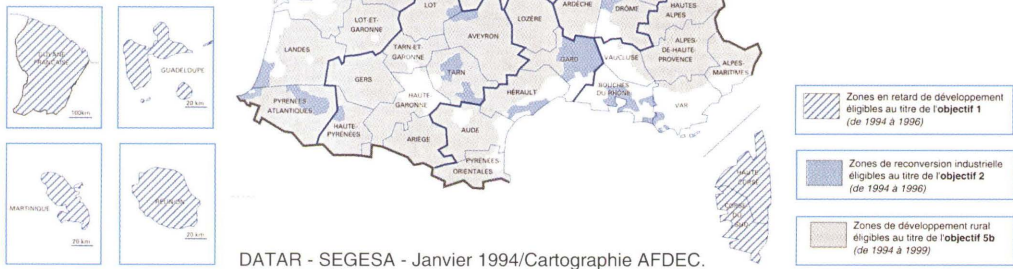 GUYANE
FRANÇAISE
100km
GUADELOUPE
20 km
MARTINIQUE
20 km
RÉUNION
20 km
LOT
LOT-ET-
GARONNE
LANDES
TARN-ET-
GARONNE
AVEYRON
LOZÈRE
ARDÈCHE
DRÔME
HAUTES-
ALPES
GERS
TARN
GARD
VAUCLUSE
ALPES-
DE-HAUTE-
PROVENCE
ALPES-
MARITIMES
PYRÉNÉES-
ATLANTIQUES
HAUTE-
GARONNE
HÉRAULT
BOUCHES
DU RHÔNE
VAR
HAUTE-
PYRÉNÉES
ARIÈGE
AUDE
PYRÉNÉES-
ORIENTALES
HAUTE
CORSE
CORSE
DU
SUD
Zones en retard de développement
éligibles au titre de l'objectif 1
(de 1994 à 1996)
Zones de reconversion industrielle
éligibles au titre de l'objectif 2
(de 1994 à 1996)
Zones de développement rural
éligibles au titre de l'objectif 5b
(de 1994 à 1999)
DATAR - SEGESA - Janvier 1994/Cartographie AFDEC.